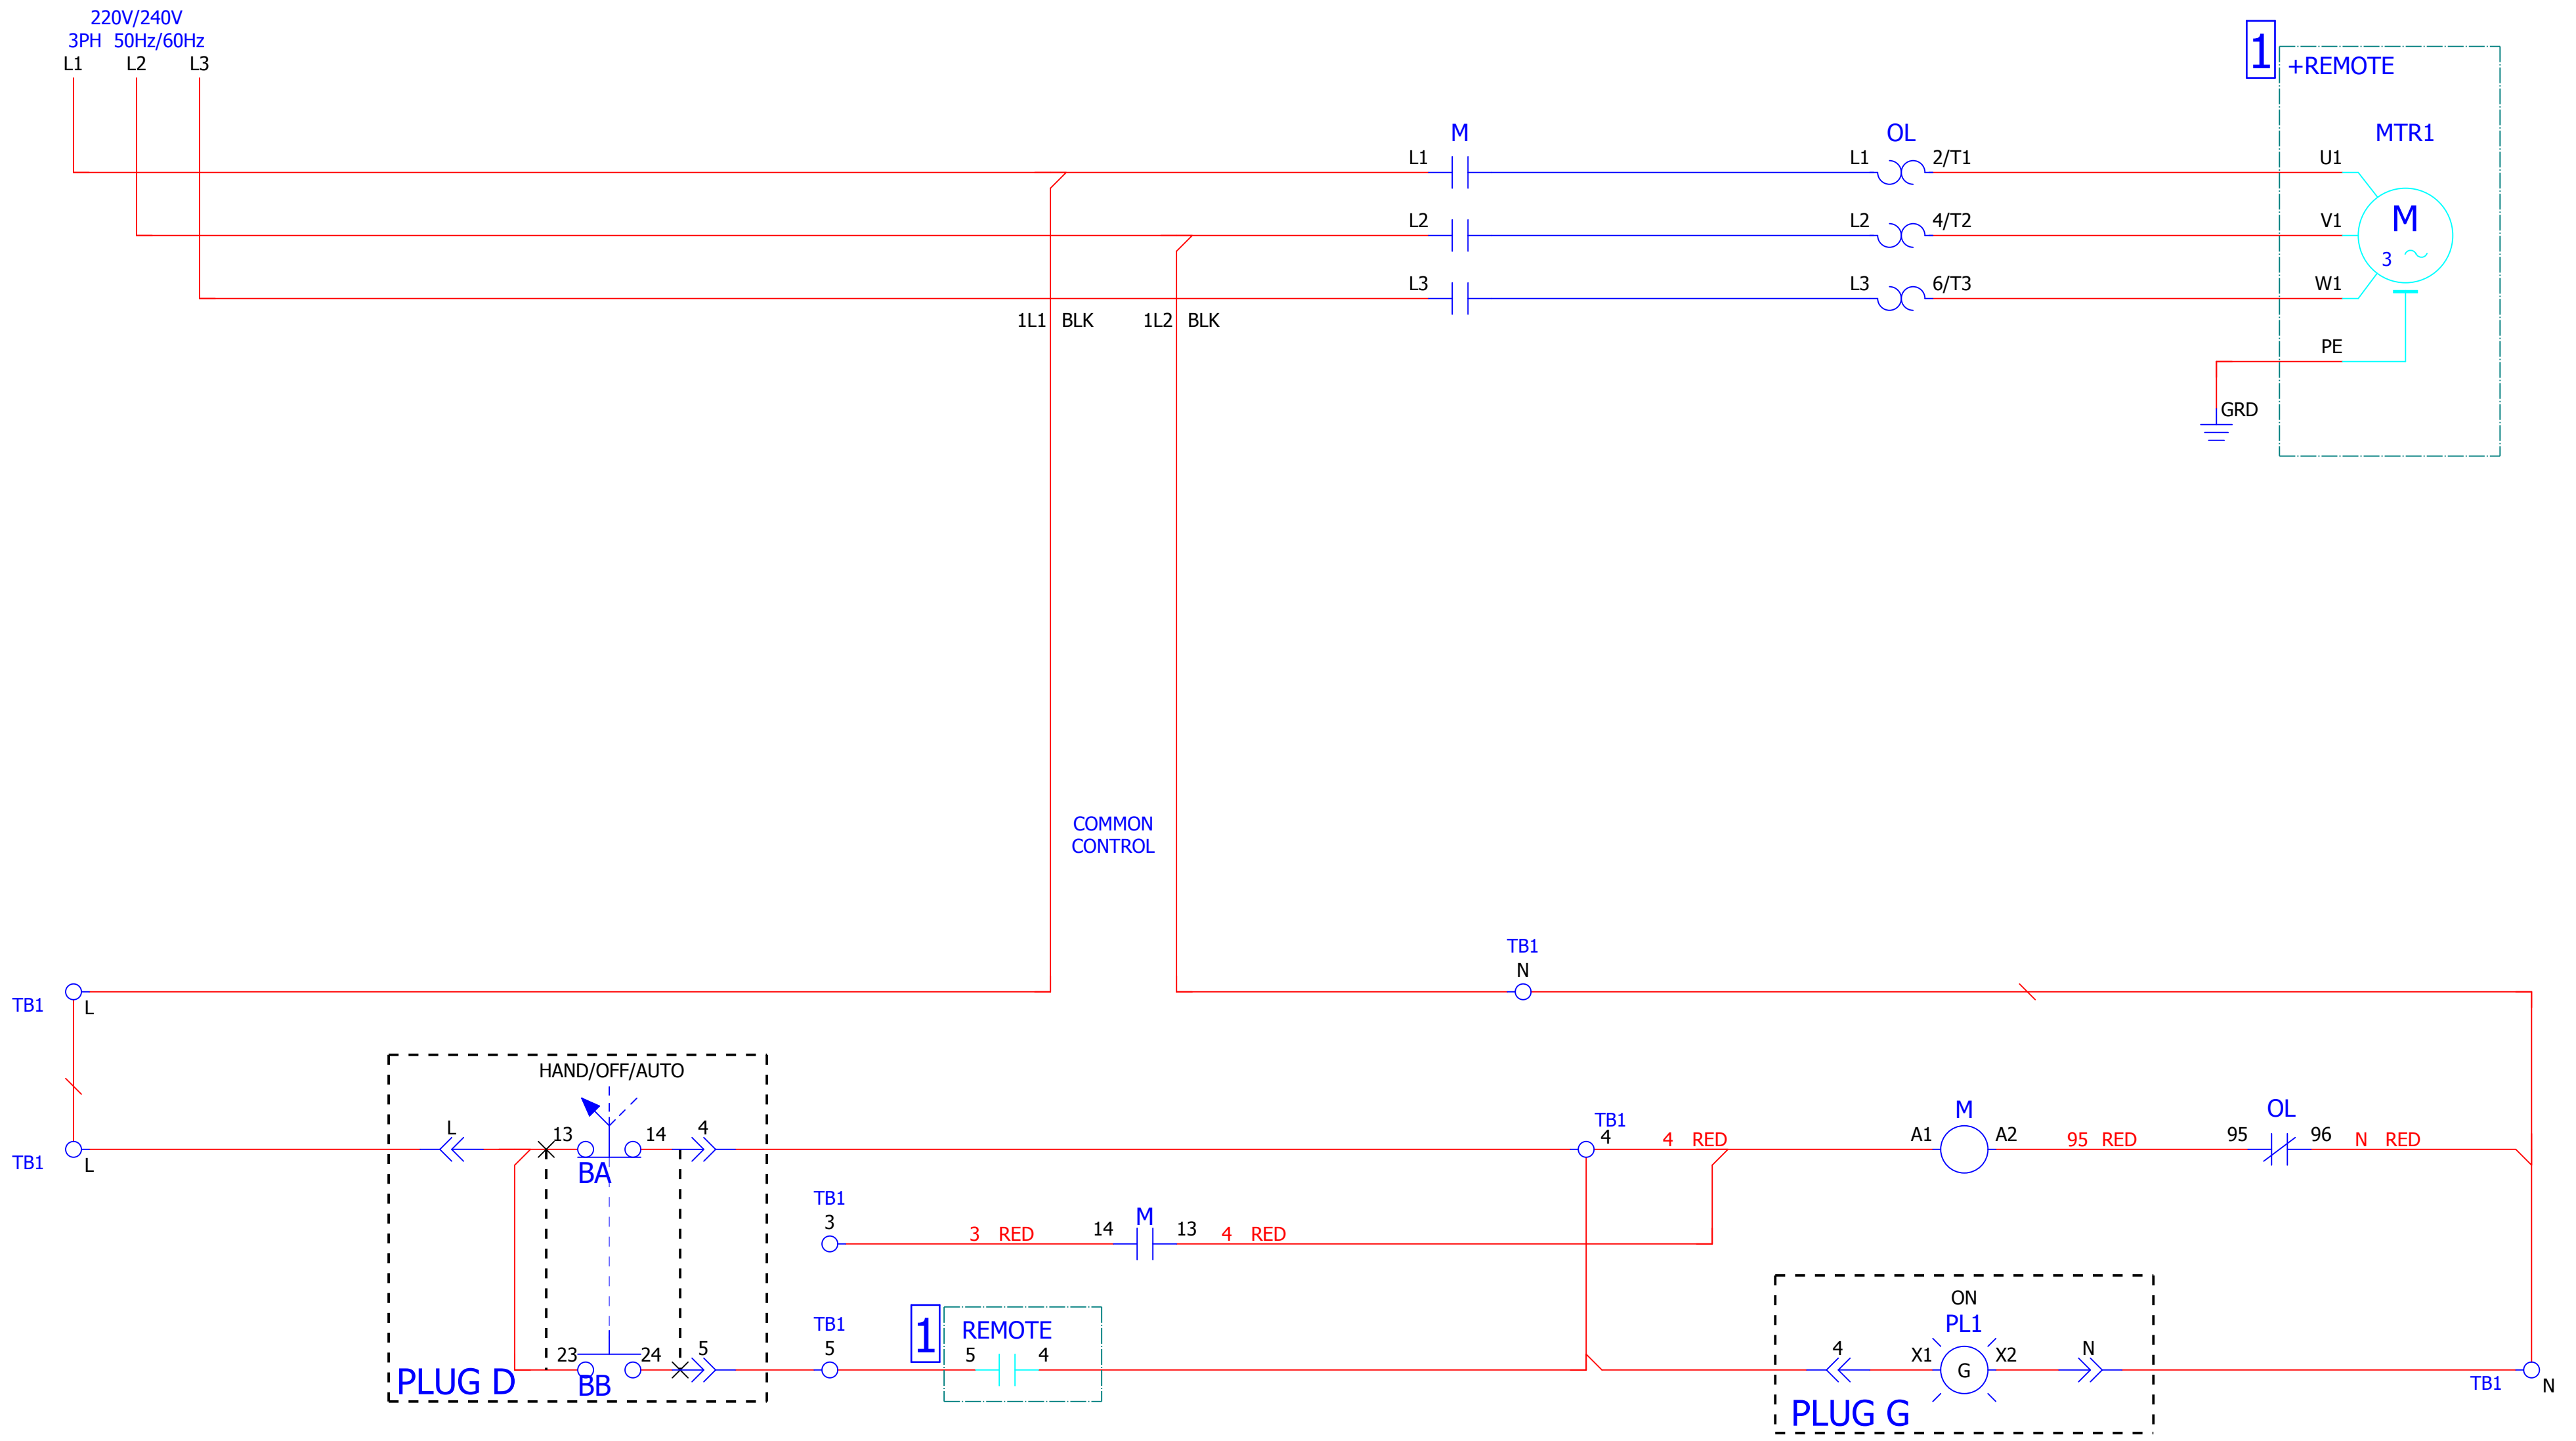 220V/240V
3PH 50Hz/60Hz
L1 L2 L3
1
+REMOTE
M OL MTR1
L1 L1 2/T1 U1
L2 L2 4/T2 V1
M
3
L3 L3 6/T3 W1
1L1 BLK 1L2 BLK
PE
GRD
COMMON
CONTROL
TB1
N
TB1 L
HAND/OFF/AUTO
L 13 14 4
TB1 L
BA
TB1
4
4 RED
M
A1 A2
95 RED
OL
95 96
N RED
TB1
3
3 RED
M
14 13
4 RED
ON
PL1
TB1
5
1
REMOTE
5 4
23 24 5
BB
PLUG D
4 X1 G X2 N
TB1 N
PLUG G